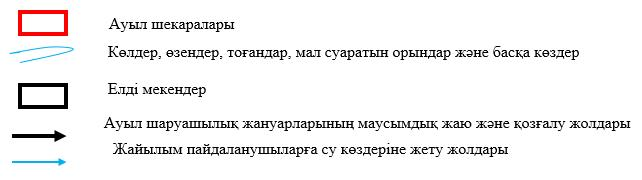 Ауыл шекаралары
Көлдер, өзендер, тоғандар, мал суаратын орындар және басқа көздер
Елді мекендер
Ауыл шаруашылық жануарларының маусымдық жаю және қозғалу жолдары
Жайылым пайдаланушыларға су көздеріне жету жолдары